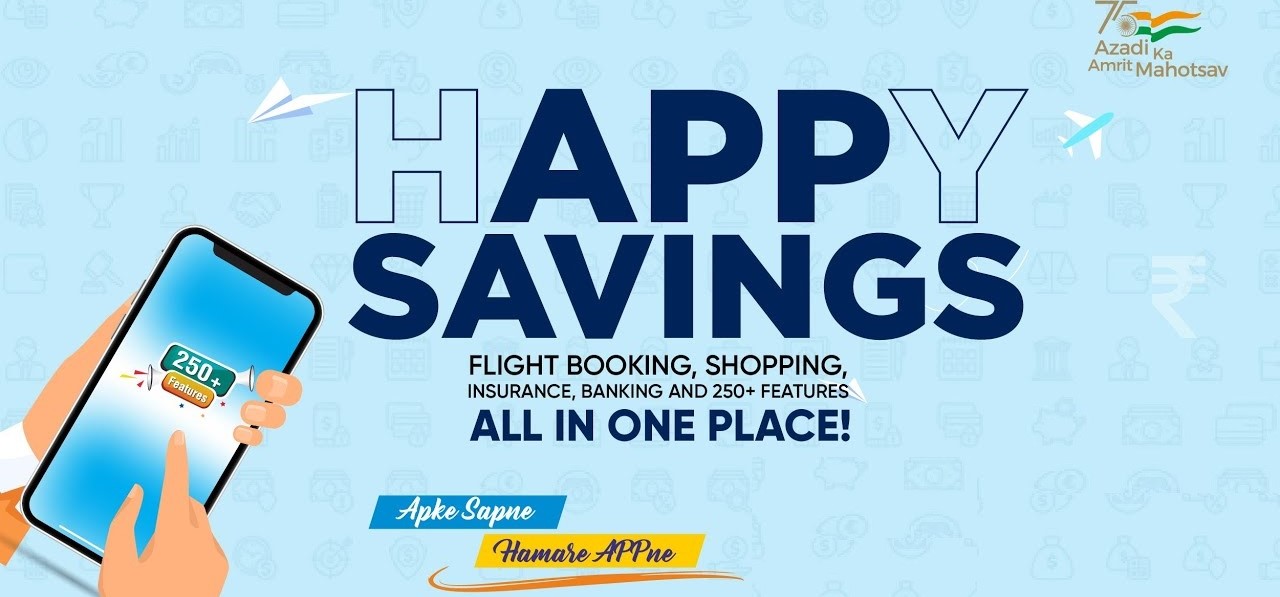 75
Azadi Ka
Amrit Mahotsav
HAPPY
SAVINGS
FLIGHT BOOKING, SHOPPING,
INSURANCE, BANKING AND 250+ FEATURES
ALL IN ONE PLACE!
250+
Features
Apke Sapne
Hamare APPne